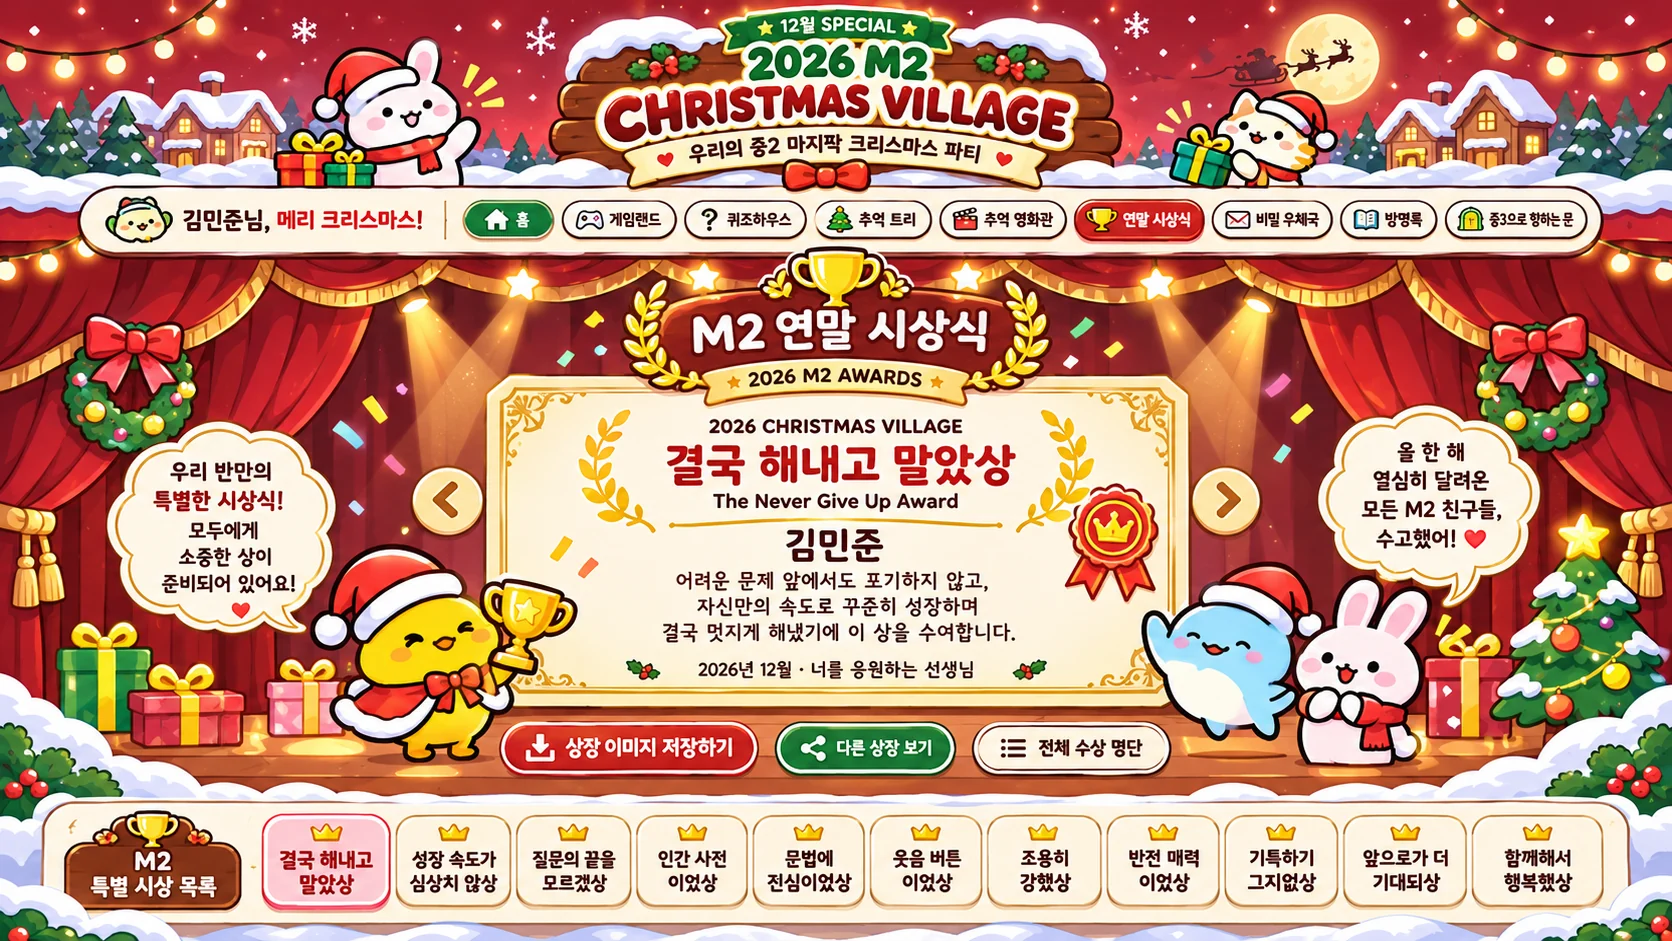 12월 SPECIAL
2026 M2
CHRISTMAS VILLAGE
우리의 중2 마지막 크리스마스 파티
김민준님, 메리 크리스마스!
홈
게임랜드
퀴즈하우스
추억 트리
추억 영화관
연말 시상식
비밀 우체국
방명록
중3으로 향하는 문
M2 연말 시상식
2026 M2 AWARDS
우리 반만의
특별한 시상식!
모두에게
소중한 상이
준비되어 있어요!
2026 CHRISTMAS VILLAGE
결국 해내고 말았상
The Never Give Up Award
김민준
어려운 문제 앞에서도 포기하지 않고,
자신만의 속도로 꾸준히 성장하며
결국 멋지게 해냈기에 이 상을 수여합니다.
2026년 12월 · 너를 응원하는 선생님
올 한 해
열심히 달려온
모든 M2 친구들,
수고했어!
상장 이미지 저장하기
다른 상장 보기
전체 수상 명단
M2
특별 시상 목록
결국 해내고
말았상
성장 속도가
심상치 않상
질문의 끝을
모르겠상
인간 사전
이었상
문법에
전심이었상
웃음 버튼
이었상
조용히
강했상
반전 매력
이었상
기특하기
그지없상
앞으로가 더
기대되상
함께해서
행복했상